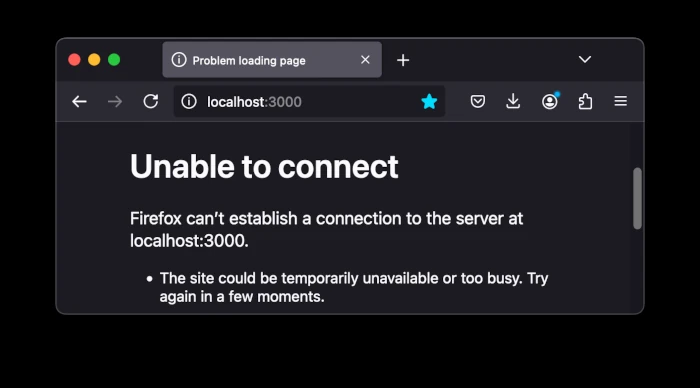 Problem loading page
localhost:3000
Unable to connect
Firefox can’t establish a connection to the server at
localhost:3000.
• The site could be temporarily unavailable or too busy. Try
again in a few moments.